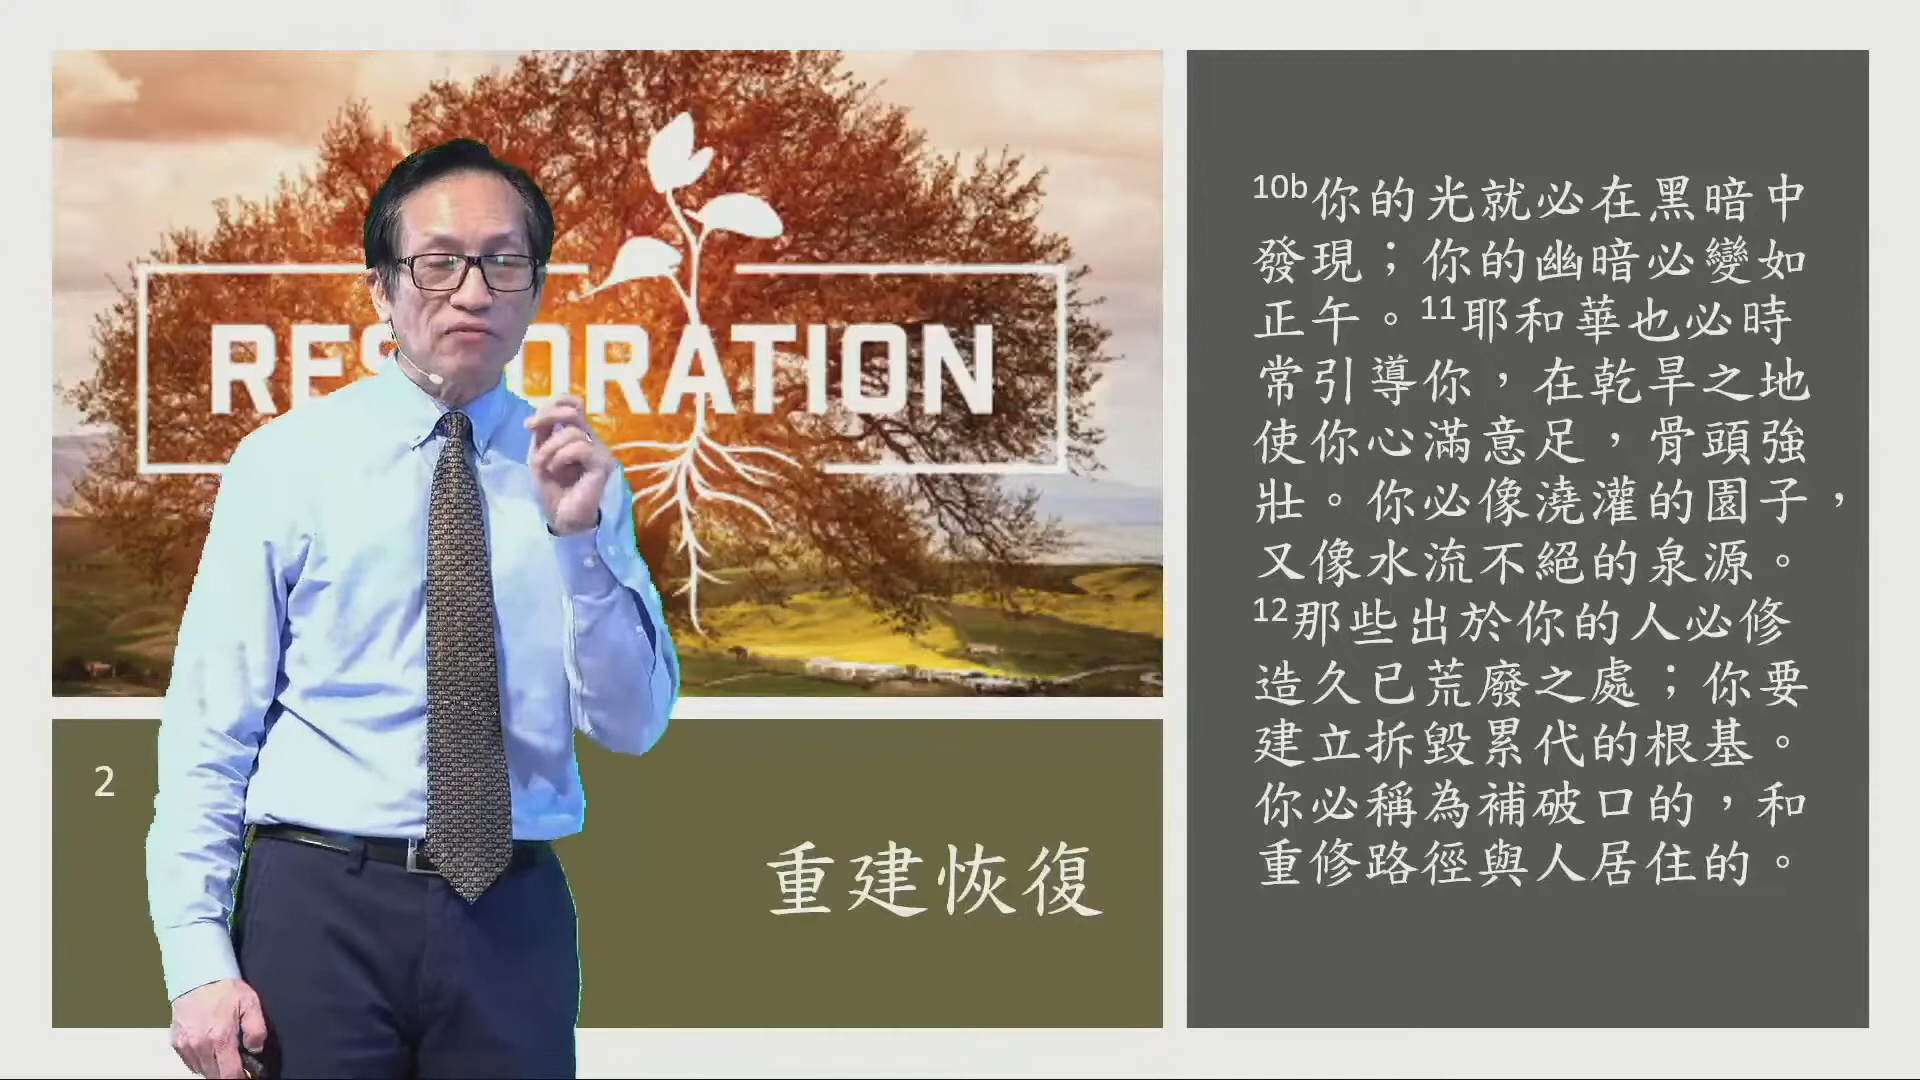 RESTORATION
2
重建恢復
10b你的光就必在黑暗中
發現；你的幽暗必變如
正午。11耶和華也必時
常引導你，在乾旱之地
使你心滿意足，骨頭強
壯。你必像澆灌的園子，
又像水流不絕的泉源。
12那些出於你的人必修
造久已荒廢之處；你要
建立拆毀累代的根基。
你必稱為補破口的，和
重修路徑與人居住的。